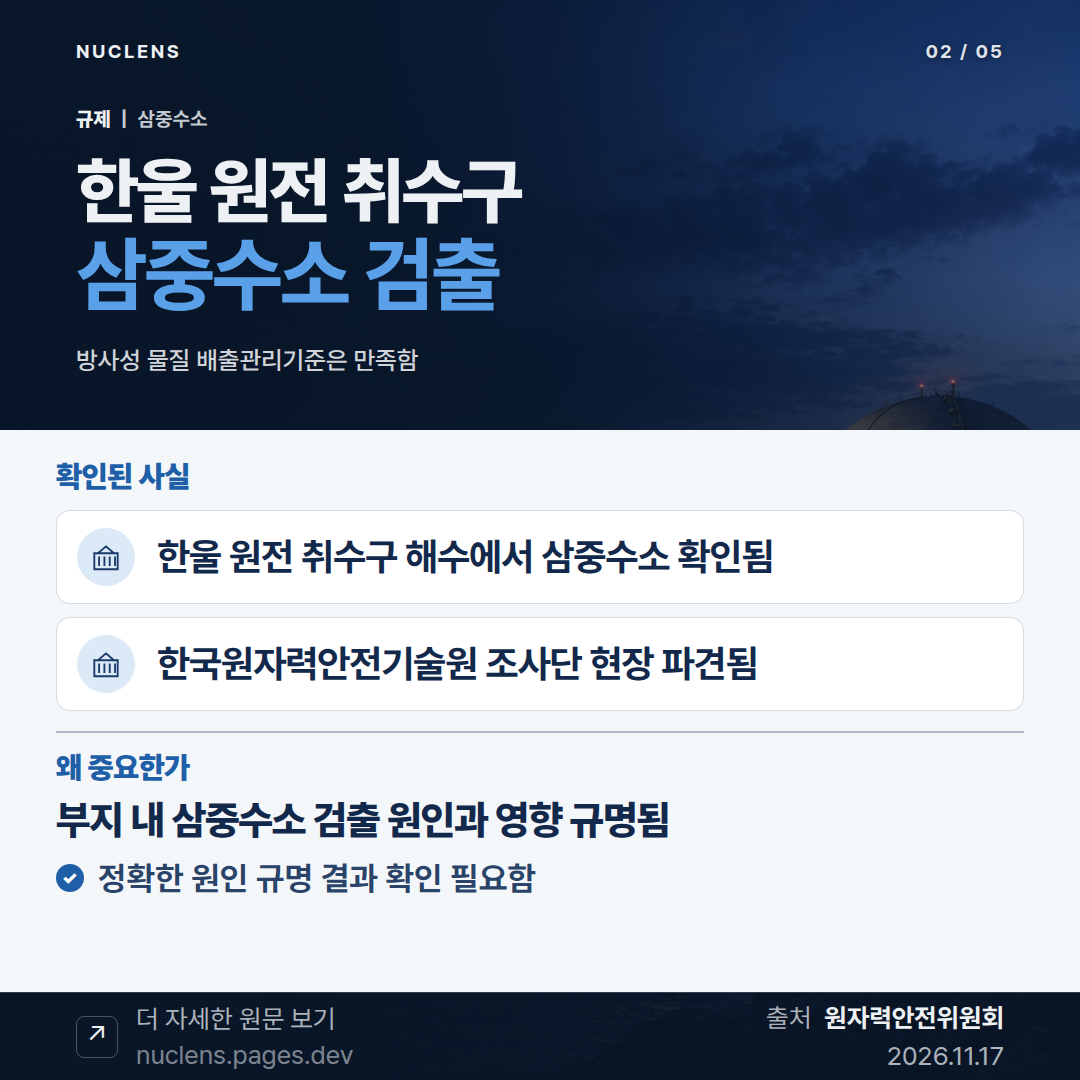 NUCLENS
02 / 05
규제 | 삼중수소
한울 원전 취수구
삼중수소 검출
방사성 물질 배출관리기준은 만족함
확인된 사실
한울 원전 취수구 해수에서 삼중수소 확인됨
한국원자력안전기술원 조사단 현장 파견됨
왜 중요한가
부지 내 삼중수소 검출 원인과 영향 규명됨
정확한 원인 규명 결과 확인 필요함
더 자세한 원문 보기
nuclens.pages.dev
출처 원자력안전위원회
2026.11.17